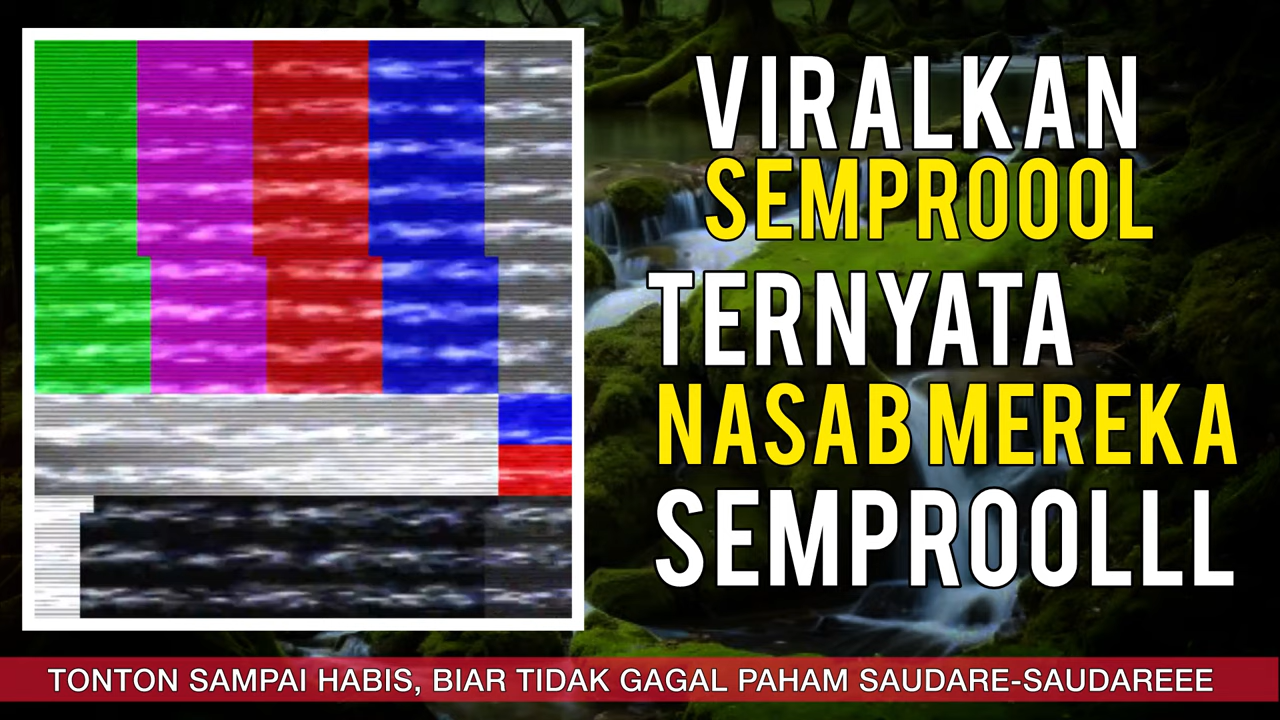 VIRALKAN
SEMPROOOL
TERNYATA
NASAB MEREKA
SEMPROOLLL
TONTON SAMPAI HABIS, BIAR TIDAK GAGAL PAHAM SAUDARE-SAUDAREEE